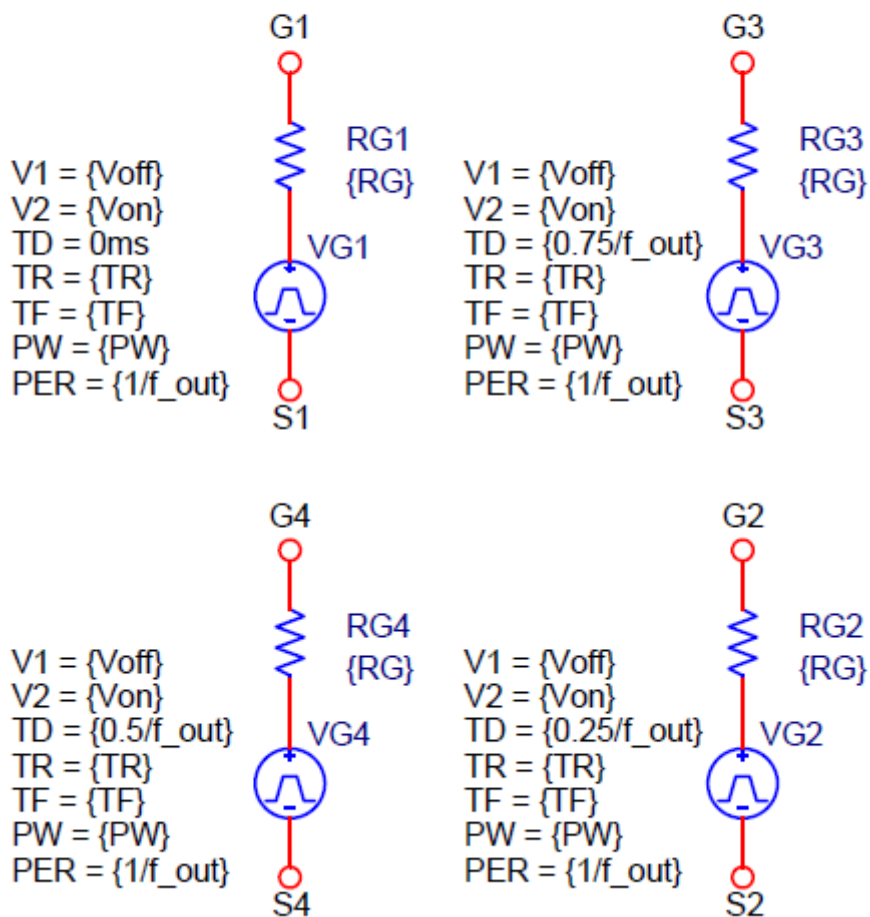 G1
RG1
{RG}
V1 = {Voff}
V2 = {Von}
TD = 0ms
TR = {TR}
TF = {TF}
PW = {PW}
PER = {1/f_out}
VG1
+
-
S1
G3
RG3
{RG}
V1 = {Voff}
V2 = {Von}
TD = {0.75/f_out}
TR = {TR}
TF = {TF}
PW = {PW}
PER = {1/f_out}
VG3
+
-
S3
G4
RG4
{RG}
V1 = {Voff}
V2 = {Von}
TD = {0.5/f_out}
TR = {TR}
TF = {TF}
PW = {PW}
PER = {1/f_out}
VG4
+
-
S4
G2
RG2
{RG}
V1 = {Voff}
V2 = {Von}
TD = {0.25/f_out}
TR = {TR}
TF = {TF}
PW = {PW}
PER = {1/f_out}
VG2
+
-
S2